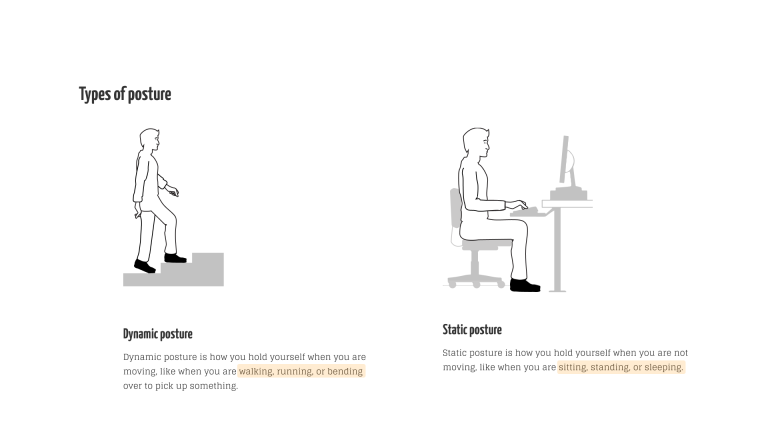 Types of posture
Dynamic posture
Dynamic posture is how you hold yourself when you are
moving, like when you are walking, running, or bending
over to pick up something.
Static posture
Static posture is how you hold yourself when you are not
moving, like when you are sitting, standing, or sleeping.